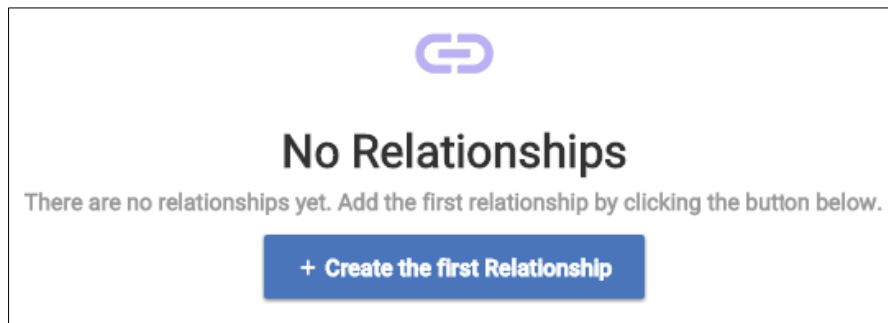 No Relationships
There are no relationships yet. Add the first relationship by clicking the button below.
+ Create the first Relationship